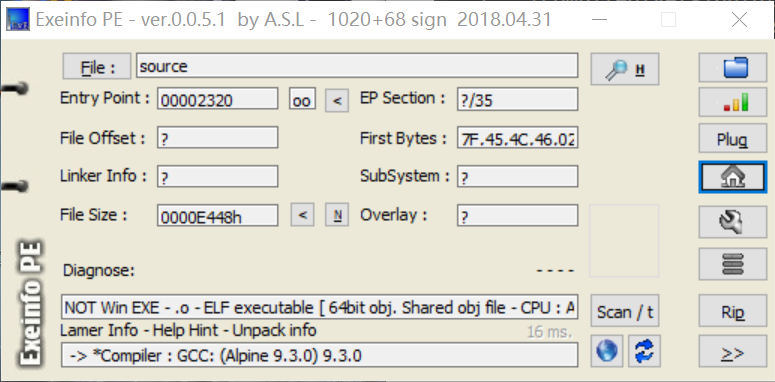 Exeinfo PE - ver.0.0.5.1 by A.S.L - 1020+68 sign 2018.04.31
File : source H
Entry Point : 00002320 oo < EP Section : ?/35
File Offset : ? First Bytes : 7F.45.4C.46.02 Plug
Linker Info : ? SubSystem : ?
File Size : 0000E448h < N Overlay : ?
Diagnose: - - - -
NOT Win EXE - .o - ELF executable [ 64bit obj. Shared obj file - CPU : A Scan / t Rip
Lamer Info - Help Hint - Unpack info 16 ms.
-> *Compiler : GCC: (Alpine 9.3.0) 9.3.0 >>
Exeinfo PE